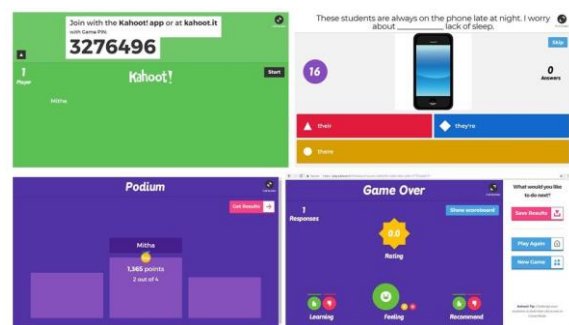 Join with the Kahoot! app or at kahoot.it
with Game PIN:
3276496
1
Player
Kahoot!
Start
Mitha
These students are always on the phone late at night. I worry
about __________ lack of sleep.
Skip
16
0
Answers
their
they're
there
Podium
Get Results
Mitha
1,365 points
2 out of 4
Game Over
1
Responses
Show scoreboard
0.0
Rating
Learning
Feeling
Recommend
What would you like
to do next?
Save Results
Play Again
New Game